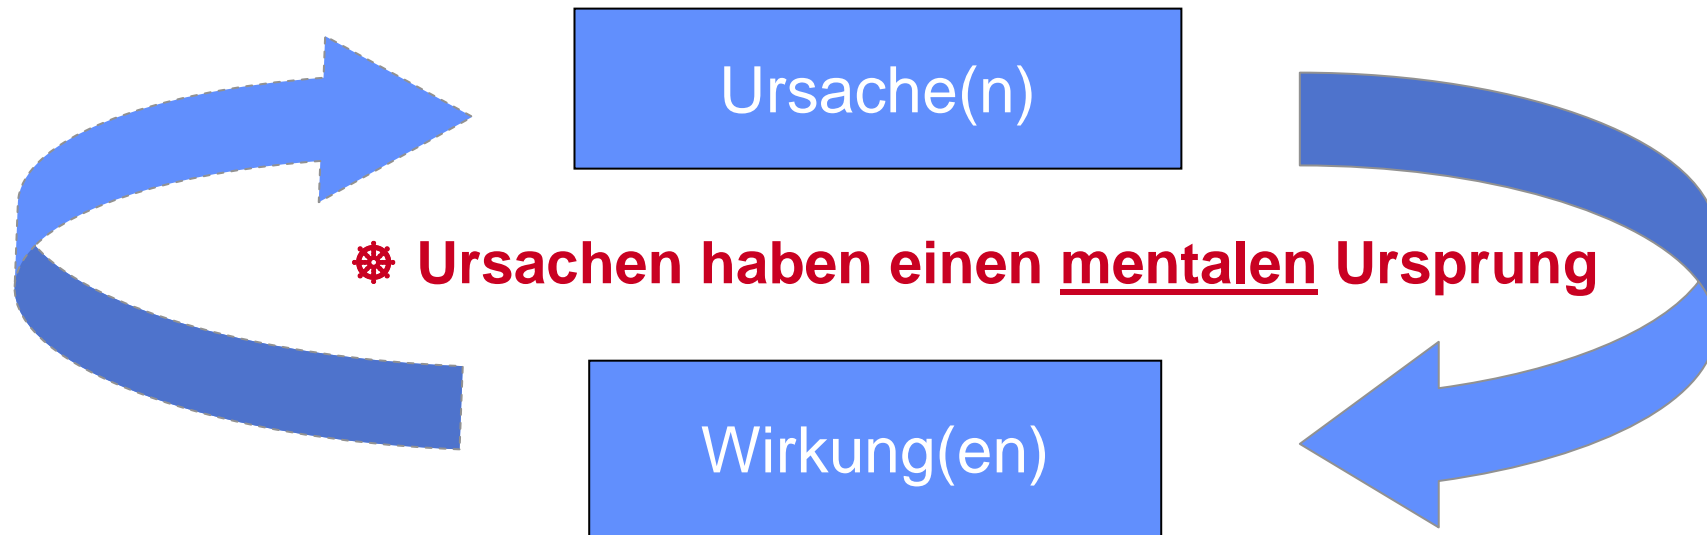 Ursache(n)
☸ Ursachen haben einen mentalen Ursprung
Wirkung(en)